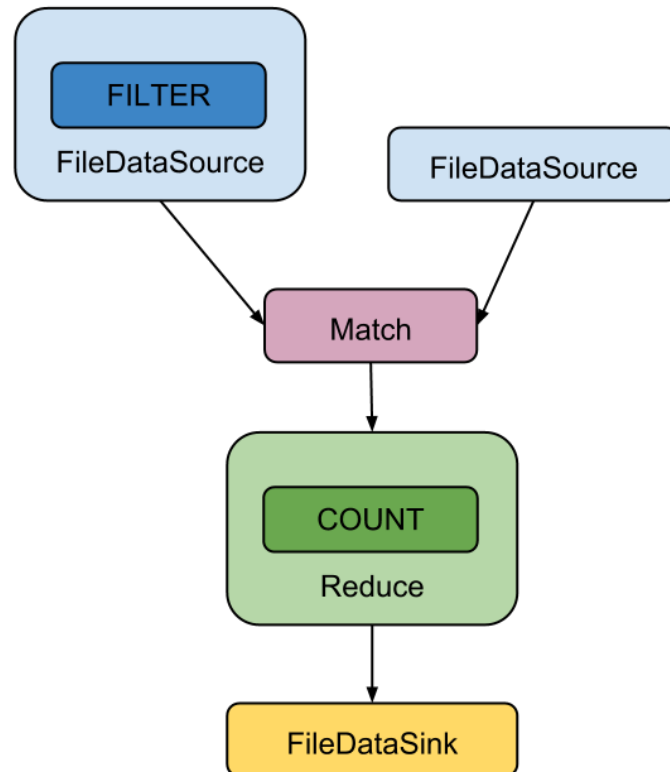 FILTER
FileDataSource
FileDataSource
Match
COUNT
Reduce
FileDataSink